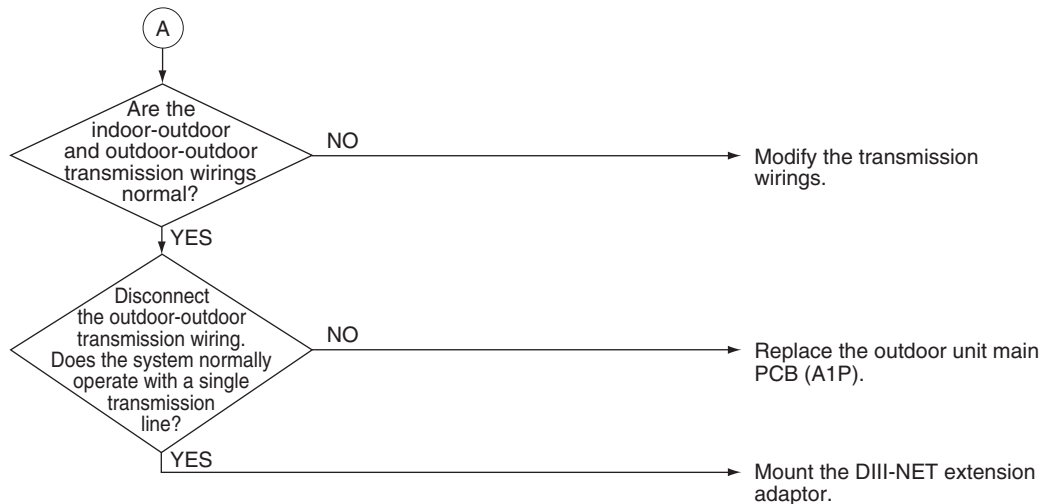 A
Are the
indoor-outdoor
and outdoor-outdoor
transmission wirings
normal?
NO
Modify the transmission
wirings.
YES
Disconnect
the outdoor-outdoor
transmission wiring.
Does the system normally
operate with a single
transmission
line?
NO
Replace the outdoor unit main
PCB (A1P).
YES
Mount the DIII-NET extension
adaptor.